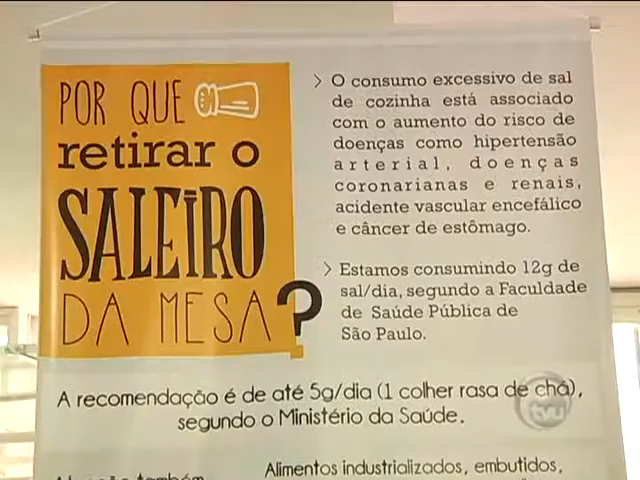 POR QUE
retirar o
SALEIRO
DA MESA?
> O consumo excessivo de sal
de cozinha está associado
com o aumento do risco de
doenças como hipertensão
arterial, doenças
coronarianas e renais,
acidente vascular encefálico
e câncer de estômago.
> Estamos consumindo 12g de
sal/dia, segundo a Faculdade
de Saúde Pública de
São Paulo.
A recomendação é de até 5g/dia (1 colher rasa de chá),
segundo o Ministério da Saúde.
tvu
Alimentos industrializados, embutidos,